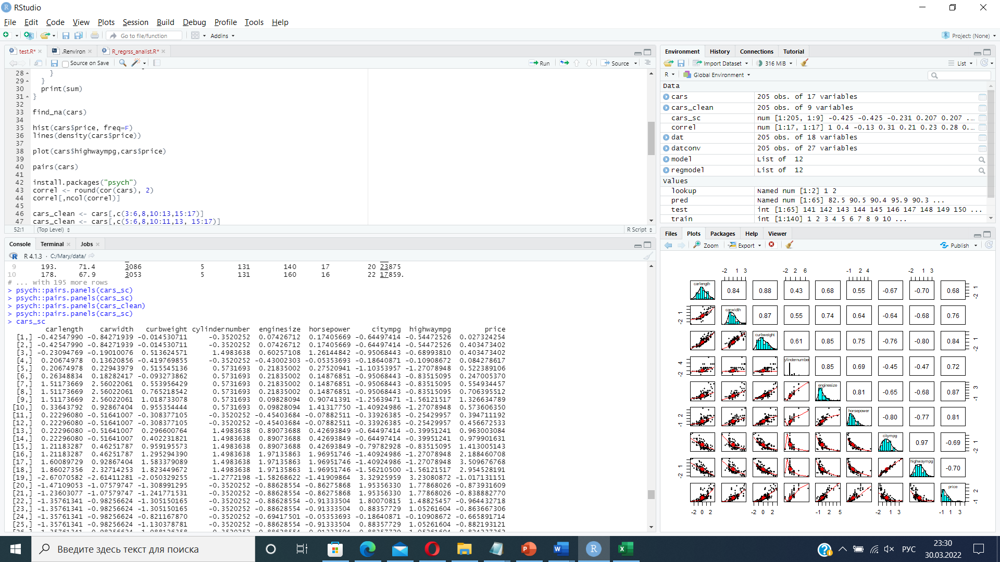 RStudio
File Edit Code View Plots Session Build Debug Profile Tools Help
Go to file/function Addins Project: (None)
test.R* .Renviron R_regrss_analist.R*
Source on Save Run Source
28 }
29 }
30 print(sum)
31 }
32
33 find_na(cars)
34
35 hist(cars$price, freq=F)
36 lines(density(cars$price))
37
38 plot(cars$highwaympg,cars$price)
39
40 pairs(cars)
41
42 install.packages("psych")
43 correl <- round(cor(cars), 2)
44 correl[,ncol(correl)]
45
46 cars_clean <- cars[,c(3:6,8,10:13,15:17)]
47 cars_clean <- cars[,c(5:6,8,10:11,13, 15:17)]
52:1 (Top Level) R Script
Console Terminal Jobs
R 4.1.3 · C:/Mary/data/
9 193. 71.4 3086 5 131 140 17 20 23875
10 178. 67.9 3053 5 131 160 16 22 17859.
# ... with 195 more rows
> psych::pairs.panels(cars_sc)
> psych::pairs.panels(cars_sc)
> psych::pairs.panels(cars_clean)
> psych::pairs.panels(cars_sc)
> cars_sc
carlength carwidth curbweight cylindernumber enginesize horsepower citympg highwaympg price
[1,] -0.42547990 -0.84271939 -0.014530711 -0.3520252 0.07426712 0.17405669 -0.64497414 -0.54472526 0.027324254
[2,] -0.42547990 -0.84271939 -0.014530711 -0.3520252 0.07426712 0.17405669 -0.64497414 -0.54472526 0.403473402
[3,] -0.23094769 -0.19010076 0.513624571 1.4983638 0.60257108 1.26144842 -0.95068443 -0.68993810 0.403473402
[4,] 0.20674978 0.13620856 -0.419769855 -0.3520252 -0.43002303 -0.05353693 -0.18640871 -0.10908672 0.084278617
[5,] 0.20674978 0.22943979 0.515545136 0.5731693 0.21835002 0.27520941 -1.10353957 -1.27078948 0.522389106
[6,] 0.26348834 0.18282417 -0.093273862 0.5731693 0.21835002 0.14876851 -0.95068443 -0.83515095 0.247005370
[7,] 1.51173669 2.56022061 0.553956429 0.5731693 0.21835002 0.14876851 -0.95068443 -0.83515095 0.554934457
[8,] 1.51173669 2.56022061 0.765218542 0.5731693 0.21835002 0.14876851 -0.95068443 -0.83515095 0.706395512
[9,] 1.51173669 2.56022061 1.018733078 0.5731693 0.09828094 0.90741391 -1.25639471 -1.56121517 1.326634789
[10,] 0.33643792 0.92867404 0.955354444 0.5731693 0.09828094 1.41317750 -1.40924986 -1.27078948 0.573606350
[11,] 0.22296080 -0.51641007 -0.308377105 -0.3520252 -0.45403684 -0.07882511 -0.33926385 -0.25429957 0.394711192
[12,] 0.22296080 -0.51641007 -0.308377105 -0.3520252 -0.45403684 -0.07882511 -0.33926385 -0.25429957 0.456672533
[13,] 0.22296080 -0.51641007 0.296600764 1.4983638 0.89073688 0.42693849 -0.64497414 -0.39951241 0.963003084
[14,] 0.22296080 -0.51641007 0.402231821 1.4983638 0.89073688 0.42693849 -0.64497414 -0.39951241 0.979901631
[15,] 1.21183287 0.46251787 0.959195573 1.4983638 0.89073688 0.42693849 -0.79782928 -0.83515095 1.413005143
[16,] 1.21183287 0.46251787 1.295294390 1.4983638 1.97135863 1.96951746 -1.40924986 -1.27078948 2.188460708
[17,] 1.60089729 0.92867404 1.583379089 1.4983638 1.97135863 1.96951746 -1.40924986 -1.27078948 3.509676768
[18,] 1.86027356 2.32714253 1.823449672 1.4983638 1.97135863 1.96951746 -1.56210500 -1.56121517 2.954528191
[19,] -2.67070582 -2.61411281 -2.050329255 -1.2772198 -1.58268622 -1.41909864 3.32925959 3.23080872 -1.017131151
[20,] -1.47109053 -1.07579747 -1.308991295 -0.3520252 -0.88628554 -0.86275868 1.95356330 1.77868026 -0.873931609
[21,] -1.23603077 -1.07579747 -1.241771531 -0.3520252 -0.88628554 -0.86275868 1.95356330 1.77868026 -0.838882770
[22,] -1.35761341 -0.98256624 -1.305150165 -0.3520252 -0.88628554 -0.91333504 1.80070815 1.48825457 -0.964432718
[23,] -1.35761341 -0.98256624 -1.305150165 -0.3520252 -0.88628554 -0.91333504 0.88357729 1.05261604 -0.863667306
[24,] -1.35761341 -0.98256624 -0.821167870 -0.3520252 -0.69417501 -0.05353693 -0.18640871 -0.10908672 -0.665891714
[25,] -1.35761341 -0.98256624 -1.130378781 -0.3520252 -0.88628554 -0.91333504 0.88357729 1.05261604 -0.882193121
Environment History Connections Tutorial
Import Dataset 316 MiB List
R Global Environment
Data
cars 205 obs. of 17 variables
cars_clean 205 obs. of 9 variables
cars_sc num [1:205, 1:9] -0.425 -0.425 -0.231 0.207 0.207 ...
correl num [1:17, 1:17] 1 0.4 -0.13 0.31 0.21 0.23 0.28 0...
dat 205 obs. of 18 variables
datconv 205 obs. of 27 variables
model List of 12
regmodel List of 12
Values
lookup Named num [1:2] 1 2
pred Named num [1:65] 82.5 90.5 90.4 95.9 90.3 ...
test int [1:65] 141 142 143 144 145 146 147 148 149 150 ...
train int [1:140] 1 2 3 4 5 6 7 8 9 10 ...
Files Plots Packages Help Viewer
Zoom Export Publish
-2 1 3 -2 2 6 -1 2 4 -2 1 3
carlength 0.84 0.88 0.43 0.68 0.55 -0.67 -0.70 0.68 -2 1
-2 1 carwidth 0.87 0.55 0.74 0.64 -0.64 -0.68 0.76
curbweight 0.61 0.85 0.75 -0.76 -0.80 0.84 -2 1
-2 4 ylindernumbe 0.85 0.69 -0.45 -0.47 0.72
enginesize 0.81 -0.65 -0.68 0.87 -1 3
-1 2 horsepower -0.80 -0.77 0.81
citympg 0.97 -0.69 -2 1
-2 1 highwaympg -0.70
price -1 2
-2 0 2 -2 0 2 -1 2 5 -2 1 3 -1 1 3
Введите здесь текст для поиска
РУС
23:30
30.03.2022